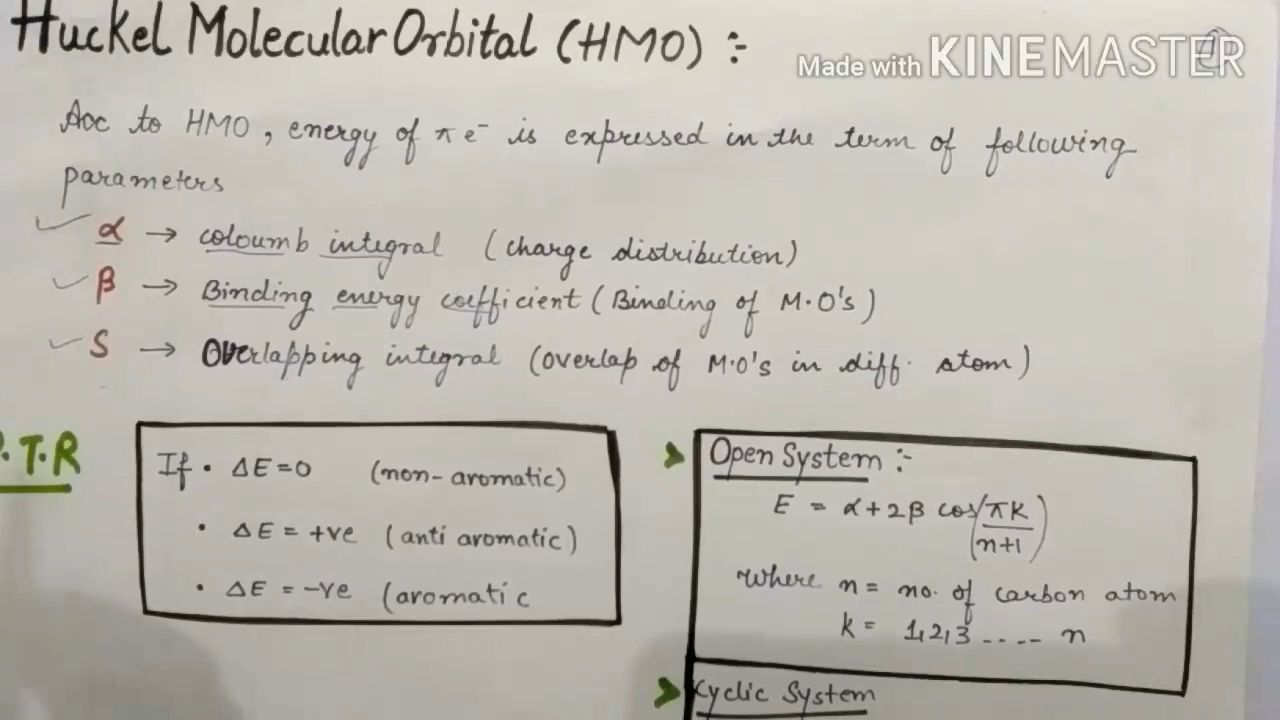 Huckel Molecular Orbital (HMO) :-
Made with KINEMASTER
Acc to HMO, energy of π e⁻ is expressed in the term of following
parameters
α → coloumb integral (charge distribution)
β → Binding energy coefficient (Binding of M.O's)
S → Overlapping integral (overlap of M.O's in diff. atom)
.T.R
If • ΔE=0 (non-aromatic)
• ΔE = +ve (anti aromatic)
• ΔE = -ve (aromatic
Open System :-
E = α+2β cos(πK/n+1)
Where n = no. of carbon atom
k = 1,2,3 ---- n
Cyclic System